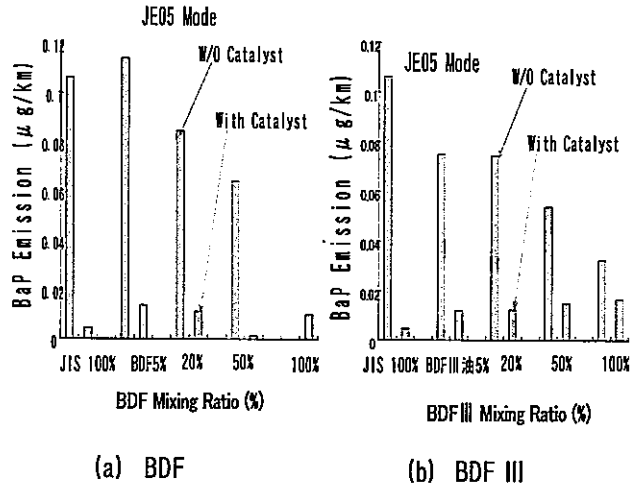 JE05 Mode
BaP Emission (μg/km)
0.12
0.1
0.08
0.06
0.04
0.02
0
W/O Catalyst
With Catalyst
JIS 100% BDF5% 20% 50% 100%
BDF Mixing Ratio (%)
(a) BDF
JE05 Mode
BaP Emission (μg/km)
0.12
0.1
0.08
0.06
0.04
0.02
0
W/O Catalyst
With Catalyst
JIS 100% BDFIII油5% 20% 50% 100%
BDFⅢ Mixing Ratio (%)
(b) BDF III